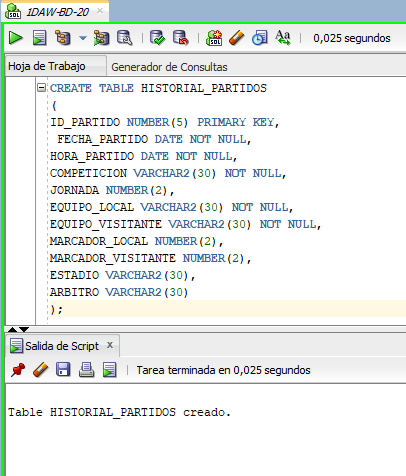 1DAW-BD-20
SQL
0,025 segundos
Hoja de Trabajo Generador de Consultas
CREATE TABLE HISTORIAL_PARTIDOS
(
ID_PARTIDO NUMBER(5) PRIMARY KEY,
FECHA_PARTIDO DATE NOT NULL,
HORA_PARTIDO DATE NOT NULL,
COMPETICION VARCHAR2(30) NOT NULL,
JORNADA NUMBER(2),
EQUIPO_LOCAL VARCHAR2(30) NOT NULL,
EQUIPO_VISITANTE VARCHAR2(30) NOT NULL,
MARCADOR_LOCAL NUMBER(2),
MARCADOR_VISITANTE NUMBER(2),
ESTADIO VARCHAR2(30),
ARBITRO VARCHAR2(30)
);
Salida de Script x
Tarea terminada en 0,025 segundos
Table HISTORIAL_PARTIDOS creado.